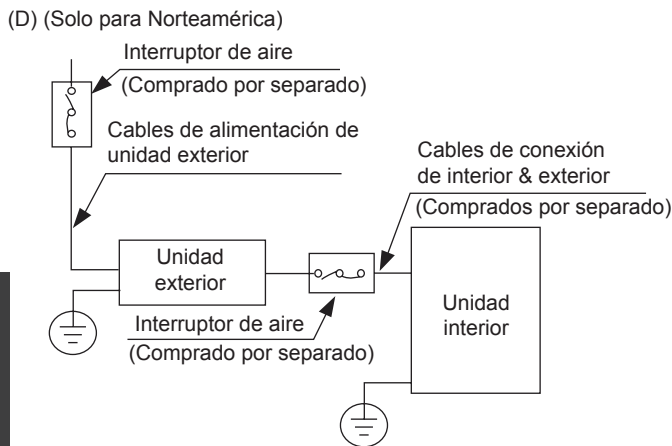 (D) (Solo para Norteamérica)
Interruptor de aire
(Comprado por separado)
Cables de alimentación de
unidad exterior
Cables de conexión
de interior & exterior
(Comprados por separado)
Unidad
exterior
Unidad
interior
Interruptor de aire
(Comprado por separado)